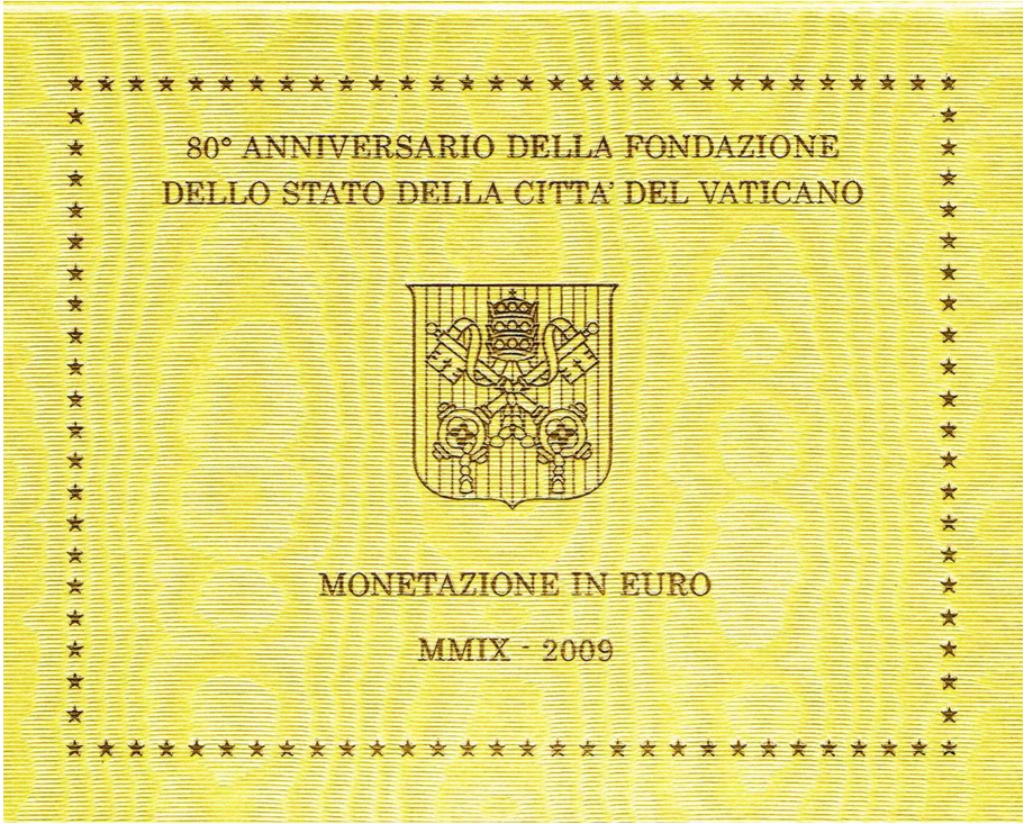 80° ANNIVERSARIO DELLA FONDAZIONE
DELLO STATO DELLA CITTA' DEL VATICANO
MONETAZIONE IN EURO
MMIX - 2009